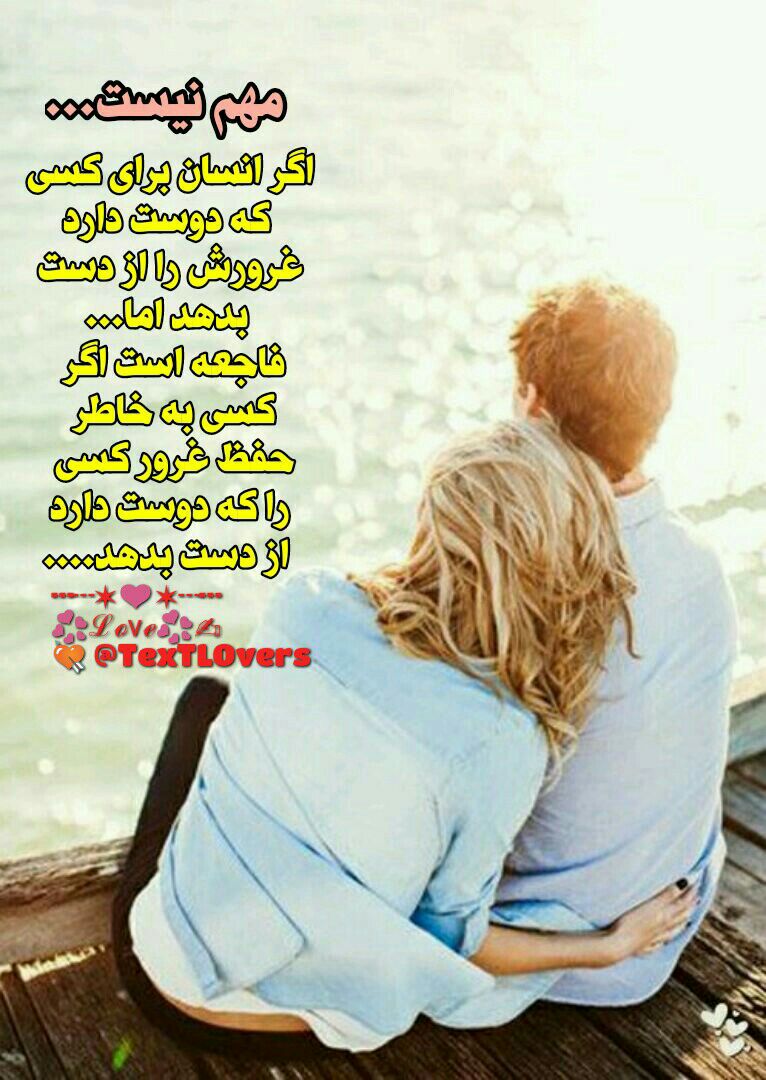 مهم نیست...
اگر انسان برای کسی
که دوست دارد
غرورش را از دست
بدهد اما...
فاجعه است اگر
کسی به خاطر
حفظ غرور کسی
را که دوست دارد
از دست بدهد....
Love
@TexTLOvers